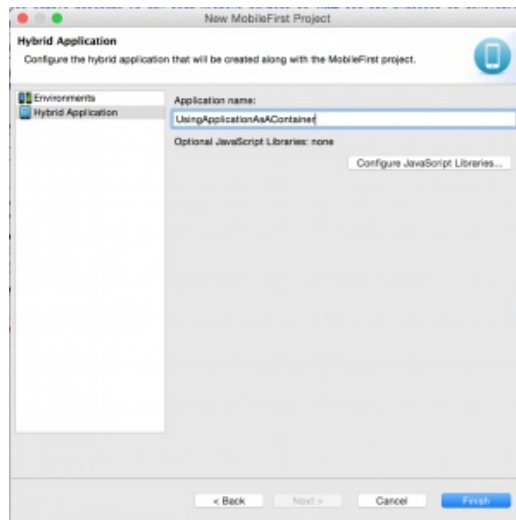 New MobileFirst Project
Hybrid Application
Configure the hybrid application that will be created along with the MobileFirst project.
Environments
Hybrid Application
Application name:
UsingApplicationAsAContainer
Optional JavaScript Libraries: none
Configure JavaScript Libraries...
< Back
Next >
Cancel
Finish